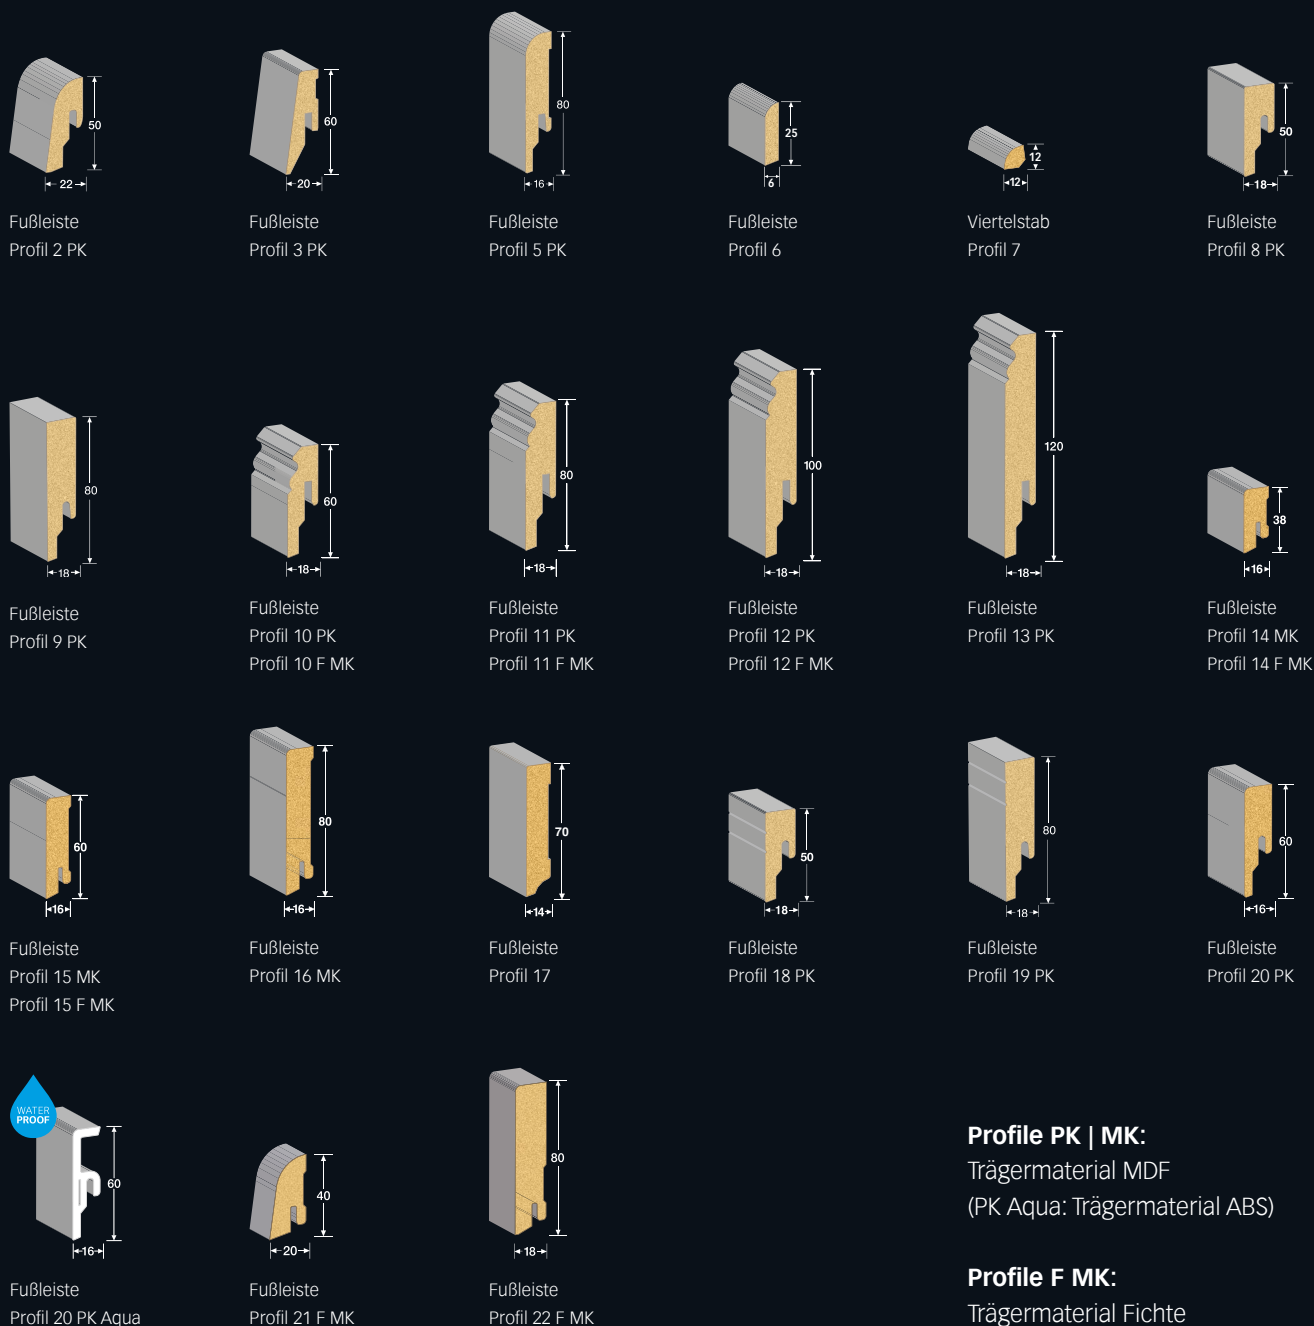 50
22
Fußleiste
Profil 2 PK
60
20
Fußleiste
Profil 3 PK
80
16
Fußleiste
Profil 5 PK
25
6
Fußleiste
Profil 6
12
12
Viertelstab
Profil 7
50
18
Fußleiste
Profil 8 PK
80
18
Fußleiste
Profil 9 PK
60
18
Fußleiste
Profil 10 PK
Profil 10 F MK
80
18
Fußleiste
Profil 11 PK
Profil 11 F MK
100
18
Fußleiste
Profil 12 PK
Profil 12 F MK
120
18
Fußleiste
Profil 13 PK
38
16
Fußleiste
Profil 14 MK
Profil 14 F MK
60
16
Fußleiste
Profil 15 MK
Profil 15 F MK
80
16
Fußleiste
Profil 16 MK
70
14
Fußleiste
Profil 17
50
18
Fußleiste
Profil 18 PK
80
18
Fußleiste
Profil 19 PK
60
16
Fußleiste
Profil 20 PK
WATER
PROOF
60
16
Fußleiste
Profil 20 PK Aqua
40
20
Fußleiste
Profil 21 F MK
80
18
Fußleiste
Profil 22 F MK
Profile PK | MK:
Trägermaterial MDF
(PK Aqua: Trägermaterial ABS)
Profile F MK:
Trägermaterial Fichte